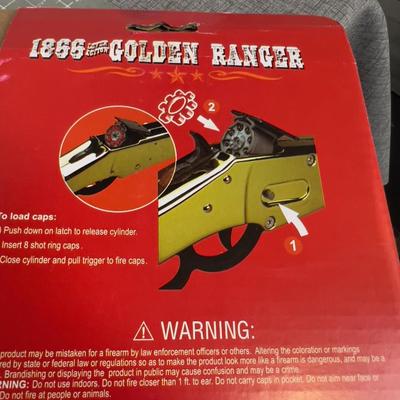 1866 LEVER ACTION GOLDEN RANGER
2
1
To load caps:
) Push down on latch to release cylinder.
Insert 8 shot ring caps.
Close cylinder and pull trigger to fire caps.
⚠ WARNING:
product may be mistaken for a firearm by law enforcement officers or others. Altering the coloration or markings
red by state or federal law or regulations so as to make the product look more like a firearm is dangerous, and may be a
. Brandishing or displaying the product in public may cause confusion and may be a crime.
RNING: Do not use indoors. Do not fire closer than 1 ft. to ear. Do not carry caps in pocket. Do not aim near face or
ot fire at people or animals.